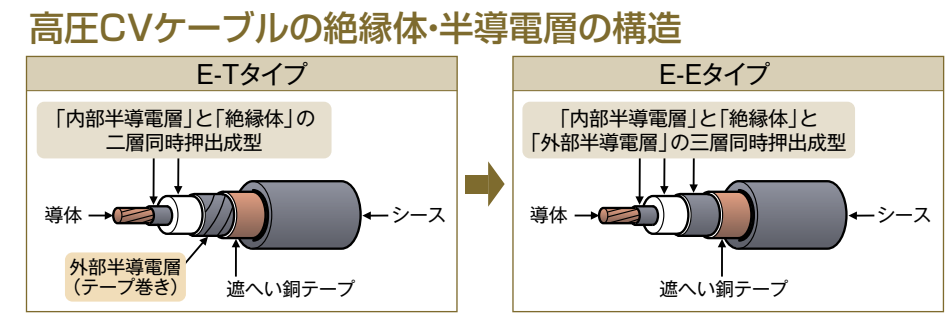 高圧CVケーブルの絶縁体・半導電層の構造
E-Tタイプ
「内部半導電層」と「絶縁体」の
二層同時押出成型
導体
シース
外部半導電層
（テープ巻き）
遮へい銅テープ
E-Eタイプ
「内部半導電層」と「絶縁体」と
「外部半導電層」の三層同時押出成型
導体
シース
遮へい銅テープ